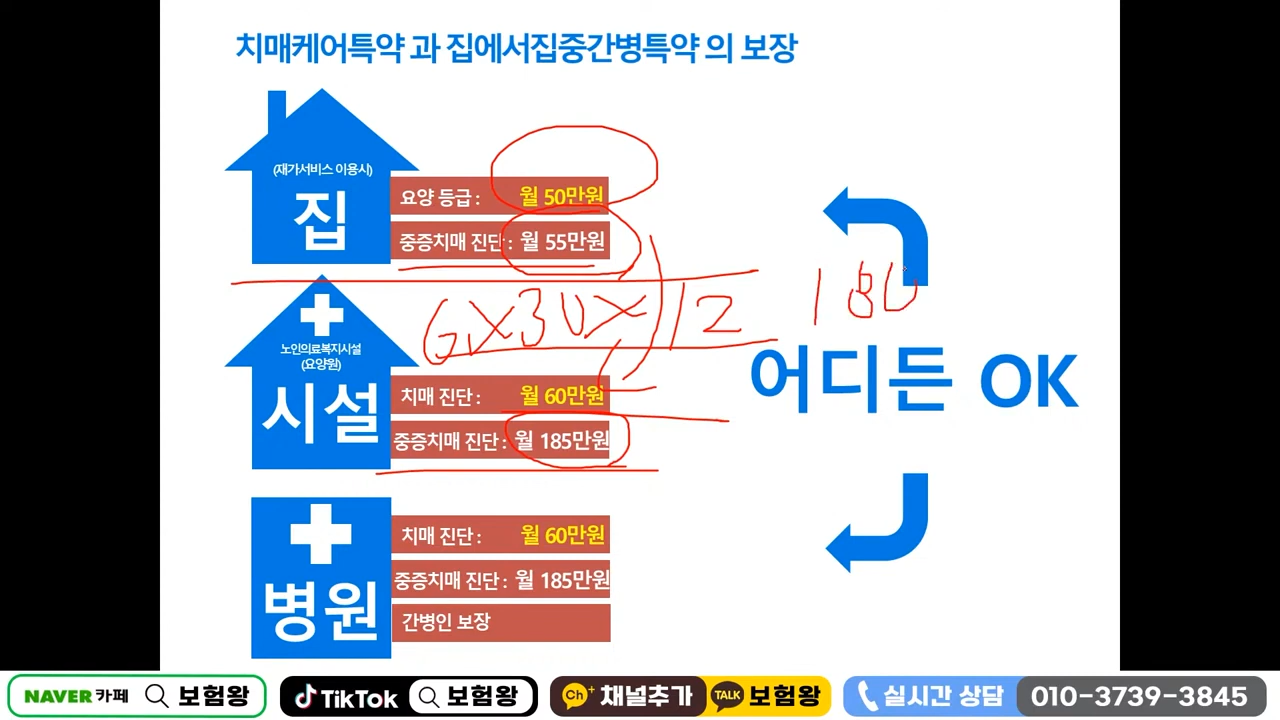 치매케어특약 과 집에서집중간병특약 의 보장
(재가서비스 이용시)
집
요양 등급 : 월 50만원
중증치매 진단 : 월 55만원
6x30x 12
180
노인의료복지시설
(요양원)
시설
치매 진단 : 월 60만원
중증치매 진단 : 월 185만원
어디든 OK
병원
치매 진단 : 월 60만원
중증치매 진단 : 월 185만원
간병인 보장
NAVER 카페 보험왕
TikTok 보험왕
Ch+ 채널추가 TALK 보험왕
실시간 상담 010-3739-3845